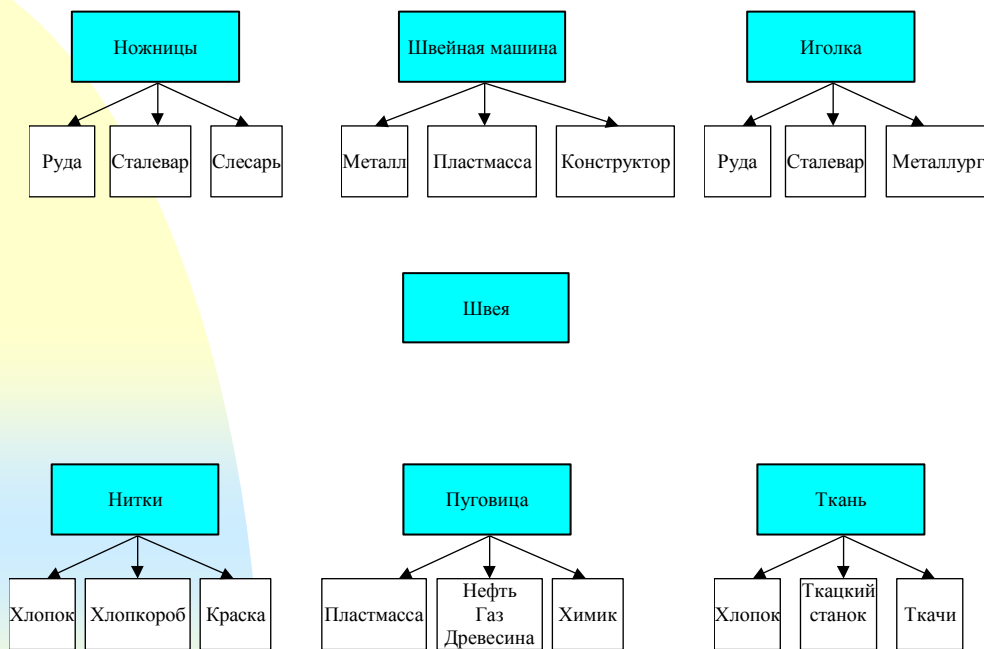 Ножницы
Швейная машина
Иголка
Руда
Сталевар
Слесарь
Металл
Пластмасса
Конструктор
Руда
Сталевар
Металлург
Швея
Нитки
Пуговица
Ткань
Хлопок
Хлопкороб
Краска
Пластмасса
Нефть
Газ
Древесина
Химик
Хлопок
Ткацкий
станок
Ткачи